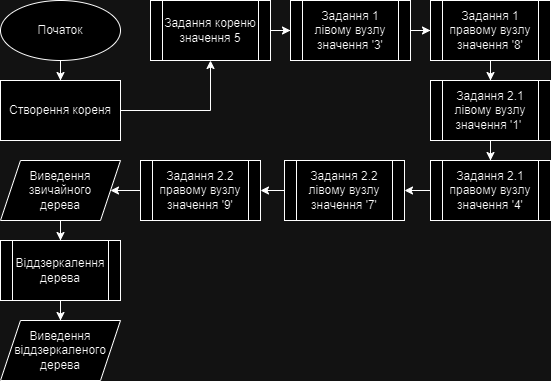 Початок
Створення кореня
Задання кореню
значення 5
Задання 1
лівому вузлу
значення '3'
Задання 1
правому вузлу
значення '8'
Задання 2.1
лівому вузлу
значення '1'
Задання 2.1
правому вузлу
значення '4'
Задання 2.2
лівому вузлу
значення '7'
Задання 2.2
правому вузлу
значення '9'
Виведення
звичайного
дерева
Віддзеркалення
дерева
Виведення
віддзеркаленого
дерева